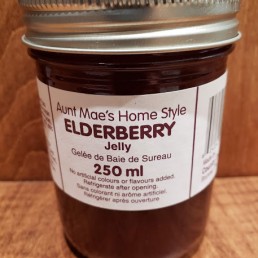 Aunt Mae's Home Style
ELDERBERRY
Jelly
Gelée de Baie de Sureau
250 ml
No artificial colours or flavours added.
Refrigerate after opening.
Sans colorant ni arôme artificiel.
Refrigérer après ouverture.